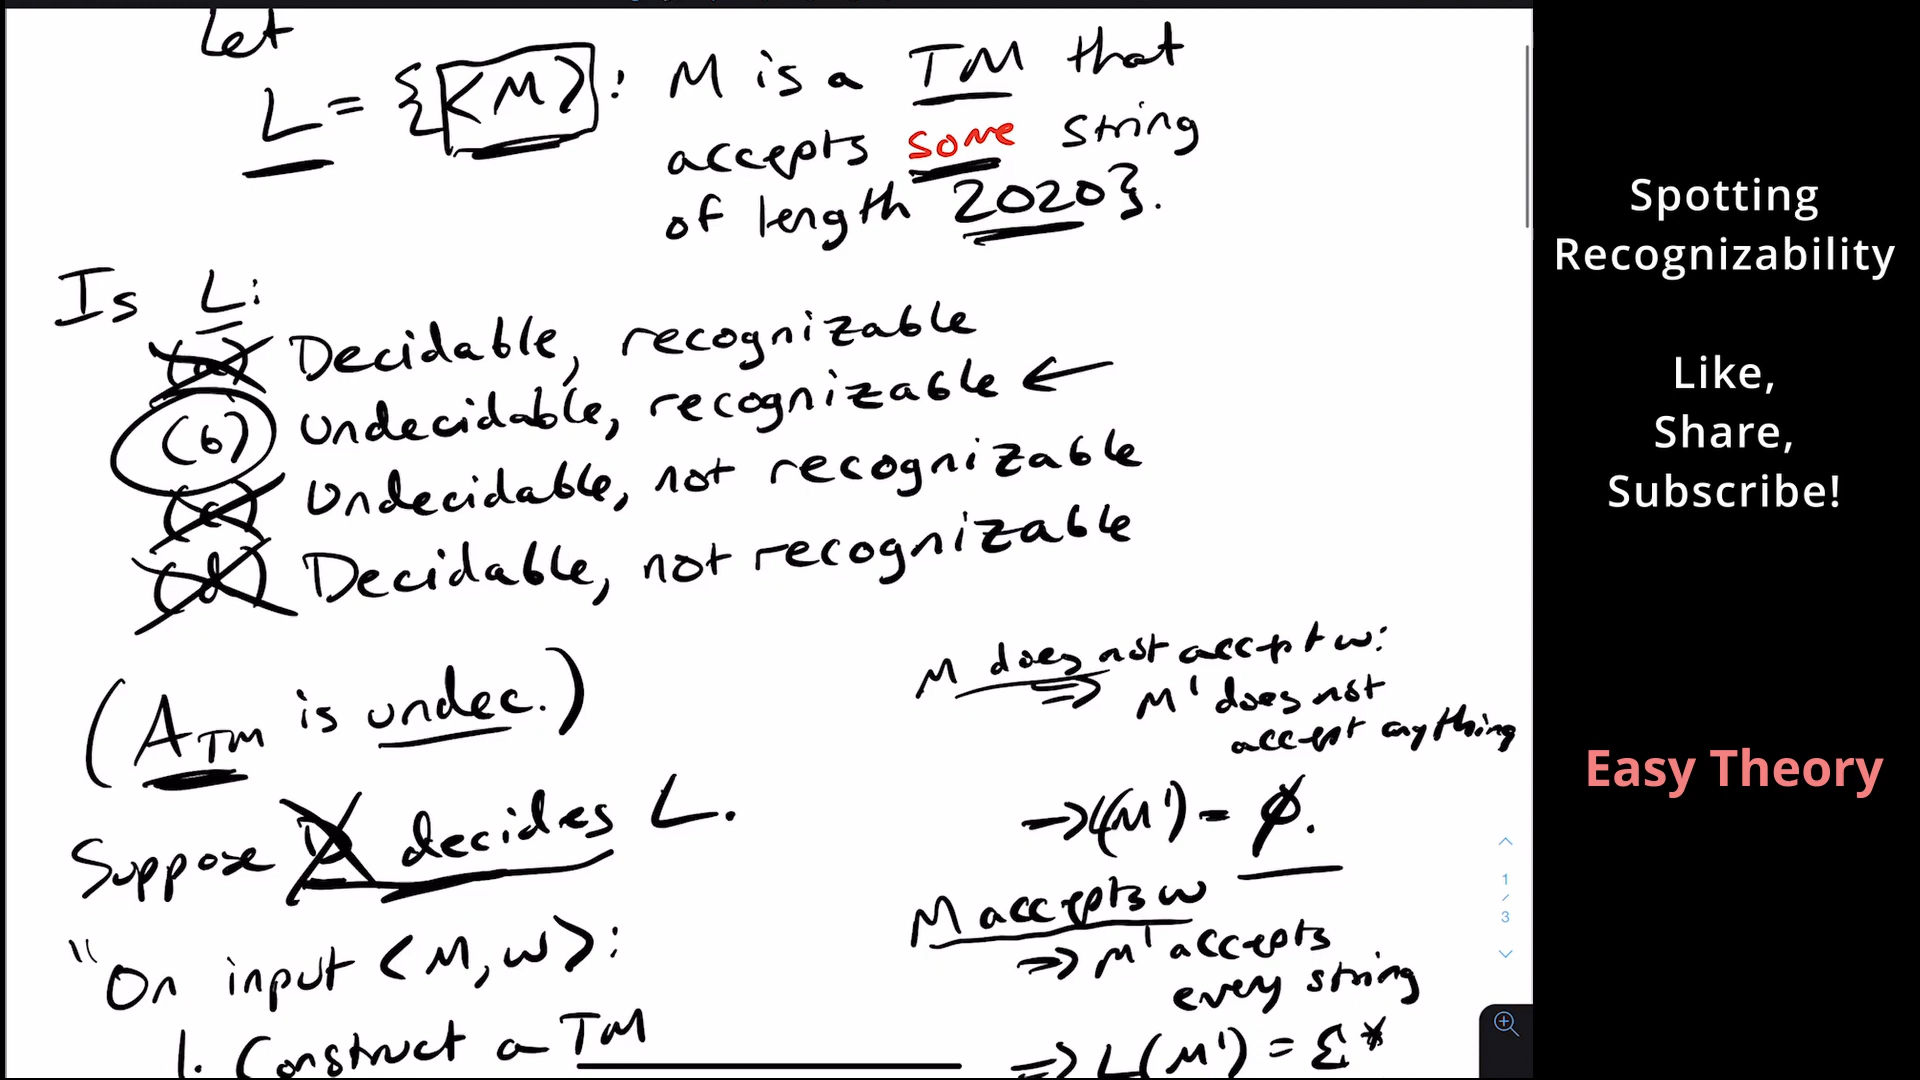 Let
L = {<M> : M is a TM that
accepts some string
of length 2020}.
Is L:
(a) Decidable, recognizable
(b) Undecidable, recognizable ←
(c) Undecidable, not recognizable
(d) Decidable, not recognizable
(A_TM is undec.)
Suppose D decides L.
"On input <M, w>:
1. Construct a TM
M does not accept w:
⇒ M' does not
accept anything
→ L(M') = ∅.
M accepts w
⇒ M' accepts
every string
⇒ L(M') = Σ*
1
/
3
Spotting
Recognizability
Like,
Share,
Subscribe!
Easy Theory